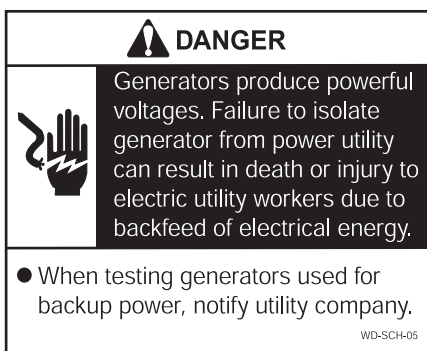 DANGER
Generators produce powerful
voltages. Failure to isolate
generator from power utility
can result in death or injury to
electric utility workers due to
backfeed of electrical energy.
● When testing generators used for
backup power, notify utility company.
WD-SCH-05